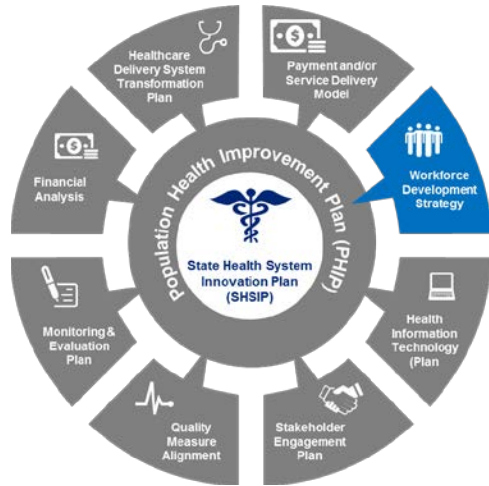 Healthcare
Delivery System
Transformation
Plan
Payment and/or
Service Delivery
Model
Workforce
Development
Strategy
Health
Information
Technology
(Plan
Stakeholder
Engagement
Plan
Quality
Measure
Alignment
Monitoring &
Evaluation
Plan
Financial
Analysis
Population Health Improvement Plan (PHIP)
State Health System
Innovation Plan
(SHSIP)